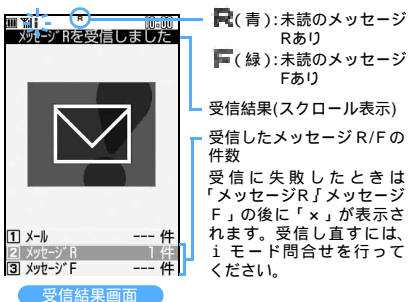 R
10:00
メッセージRを受信しました
1 メール --- 件
2 メッセージR 1 件
3 メッセージF --- 件
受信結果画面
R(青):未読のメッセージ
Rあり
F(緑):未読のメッセージ
Fあり
受信結果(スクロール表示)
受信したメッセージR/Fの
件数
受信に失敗したときは
「メッセージR」「メッセージ
F」の後に「×」が表示さ
れます。受信し直すには、
iモード問合せを行って
ください。